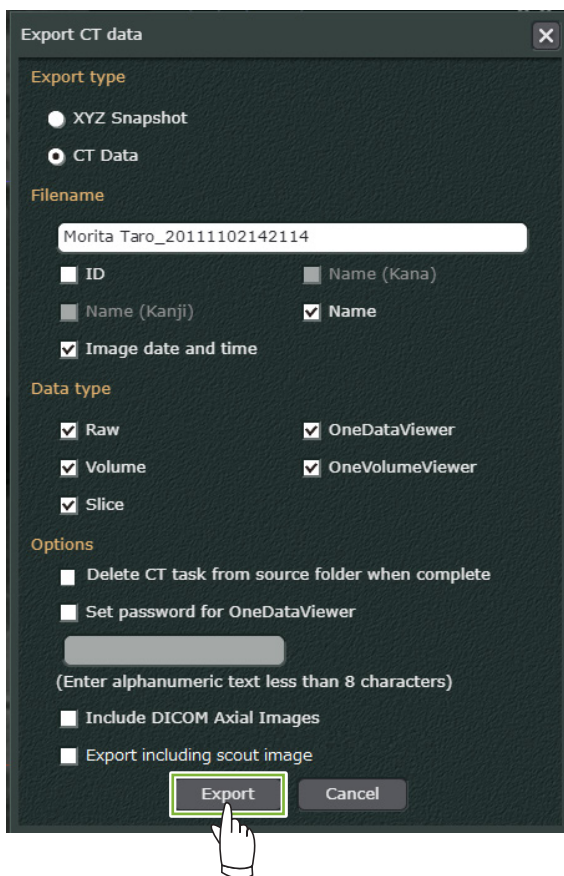 Export CT data
Export type
XYZ Snapshot
CT Data
Filename
Morita Taro_20111102142114
ID Name (Kana)
Name (Kanji) Name
Image date and time
Data type
Raw OneDataViewer
Volume OneVolumeViewer
Slice
Options
Delete CT task from source folder when complete
Set password for OneDataViewer
(Enter alphanumeric text less than 8 characters)
Include DICOM Axial Images
Export including scout image
Export Cancel